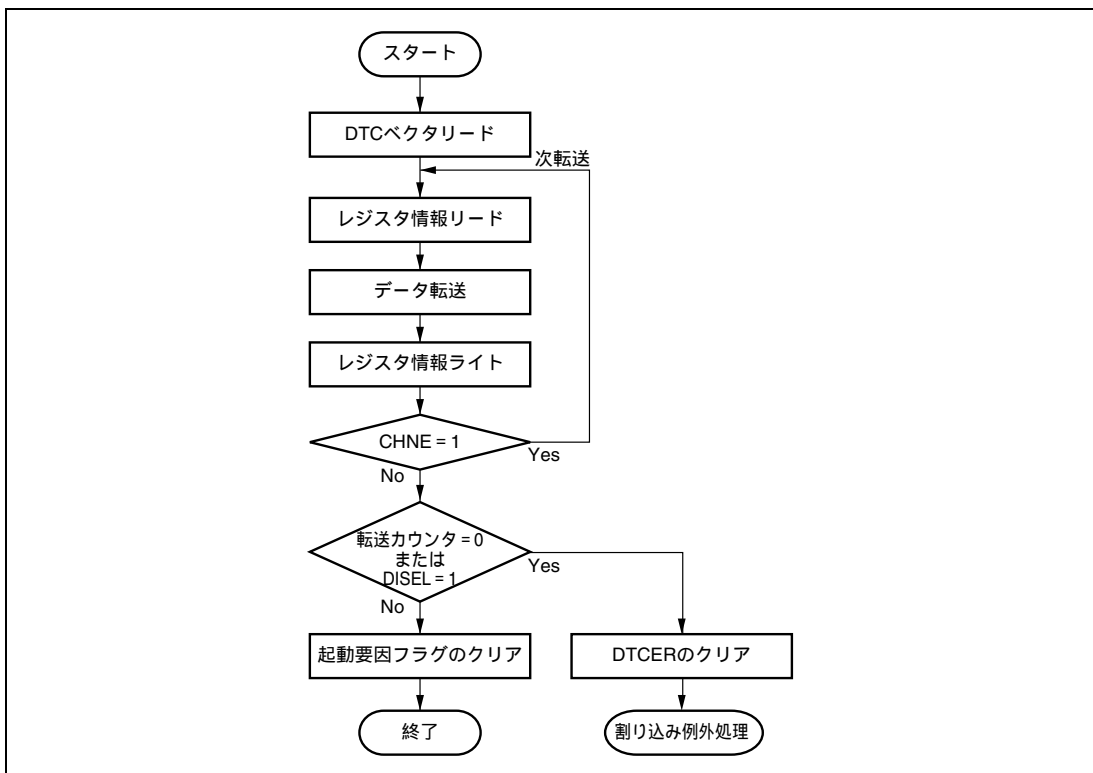 スタート
DTCベクタリード
次転送
レジスタ情報リード
データ転送
レジスタ情報ライト
CHNE = 1
Yes
No
転送カウンタ = 0
または
DISEL = 1
Yes
No
起動要因フラグのクリア
DTCERのクリア
終了
割り込み例外処理